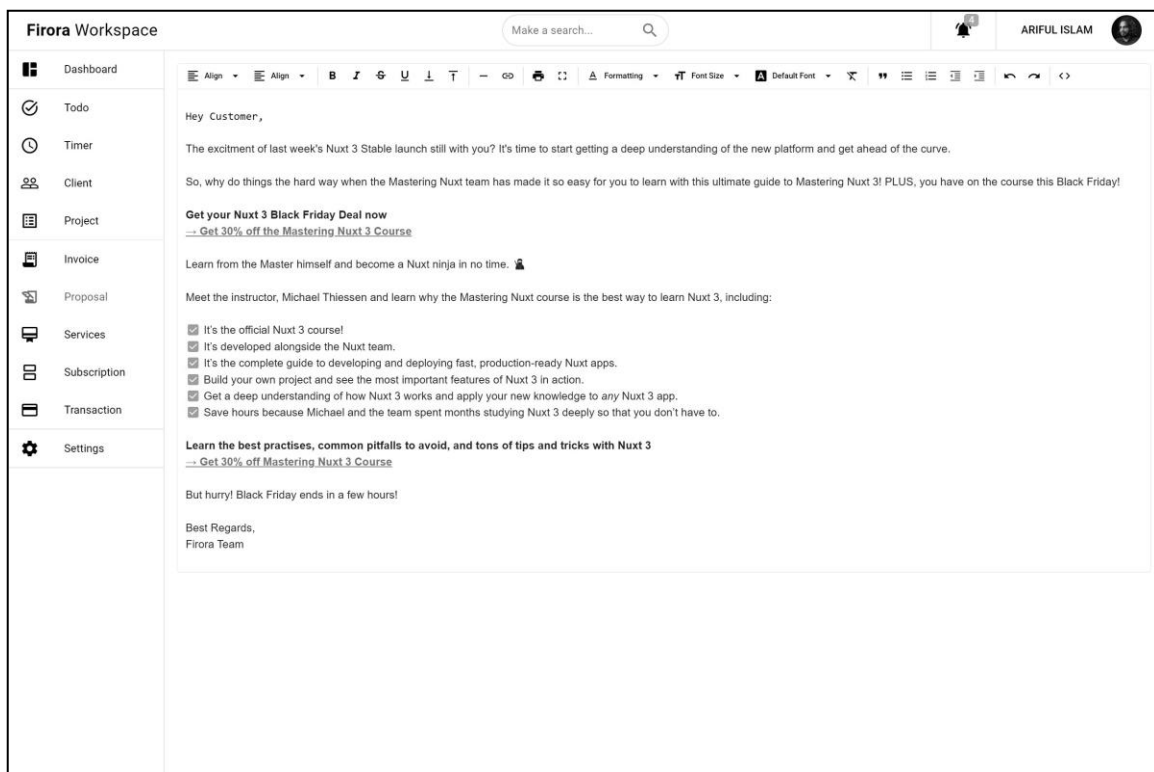 Firora Workspace
Make a search...
4
ARIFUL ISLAM
Dashboard
Todo
Timer
Client
Project
Invoice
Proposal
Services
Subscription
Transaction
Settings
Align Align B I S U Formatting Font Size A Default Font
Hey Customer,
The excitment of last week's Nuxt 3 Stable launch still with you? It's time to start getting a deep understanding of the new platform and get ahead of the curve.
So, why do things the hard way when the Mastering Nuxt team has made it so easy for you to learn with this ultimate guide to Mastering Nuxt 3! PLUS, you have on the course this Black Friday!
Get your Nuxt 3 Black Friday Deal now
→ Get 30% off the Mastering Nuxt 3 Course
Learn from the Master himself and become a Nuxt ninja in no time.
Meet the instructor, Michael Thiessen and learn why the Mastering Nuxt course is the best way to learn Nuxt 3, including:
It's the official Nuxt 3 course!
It's developed alongside the Nuxt team.
It's the complete guide to developing and deploying fast, production-ready Nuxt apps.
Build your own project and see the most important features of Nuxt 3 in action.
Get a deep understanding of how Nuxt 3 works and apply your new knowledge to any Nuxt 3 app.
Save hours because Michael and the team spent months studying Nuxt 3 deeply so that you don't have to.
Learn the best practises, common pitfalls to avoid, and tons of tips and tricks with Nuxt 3
→ Get 30% off Mastering Nuxt 3 Course
But hurry! Black Friday ends in a few hours!
Best Regards,
Firora Team